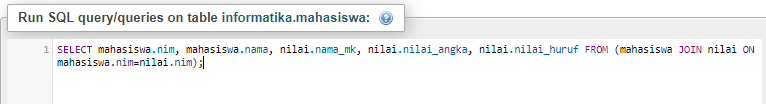 Run SQL query/queries on table informatika.mahasiswa:
1 SELECT mahasiswa.nim, mahasiswa.nama, nilai.nama_mk, nilai.nilai_angka, nilai.nilai_huruf FROM (mahasiswa JOIN nilai ON
mahasiswa.nim=nilai.nim);